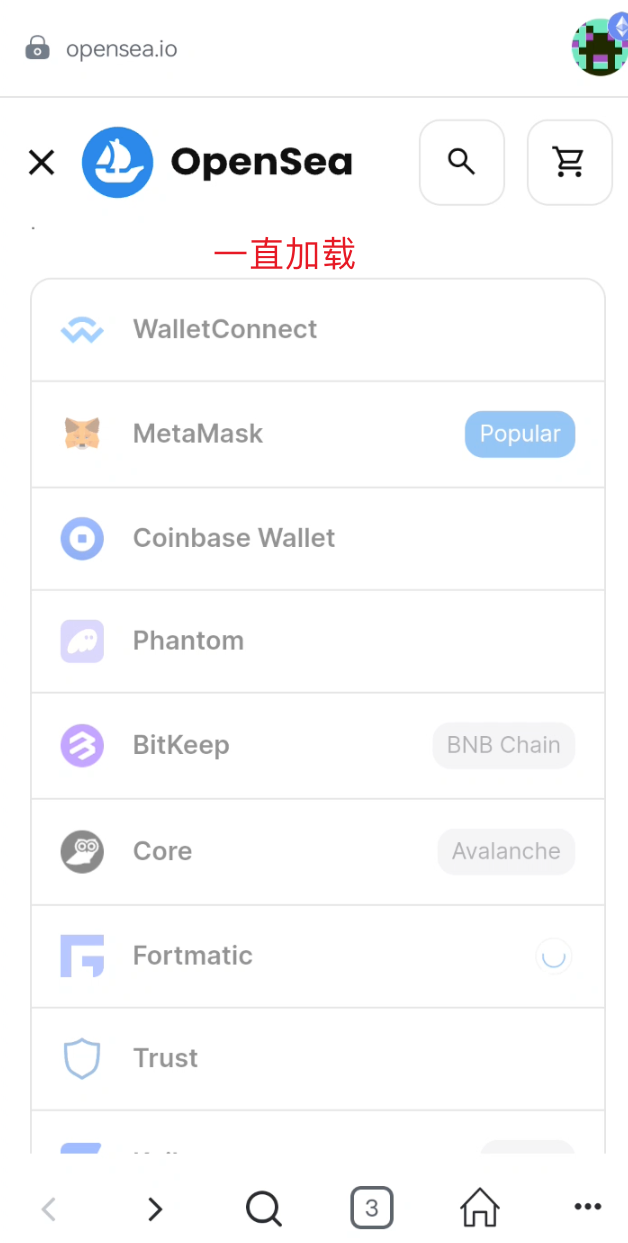 opensea.io
OpenSea
一直加载
WalletConnect
MetaMask
Popular
Coinbase Wallet
Phantom
BitKeep
BNB Chain
Core
Avalanche
Fortmatic
Trust
3